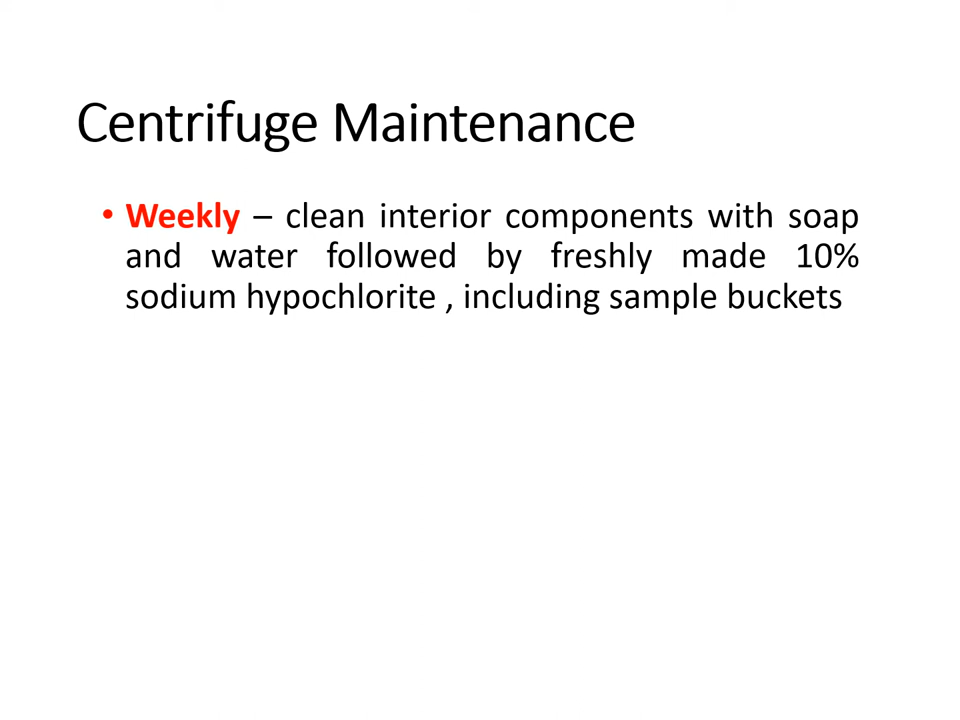 Centrifuge Maintenance
• Weekly – clean interior components with soap
and water followed by freshly made 10%
sodium hypochlorite , including sample buckets